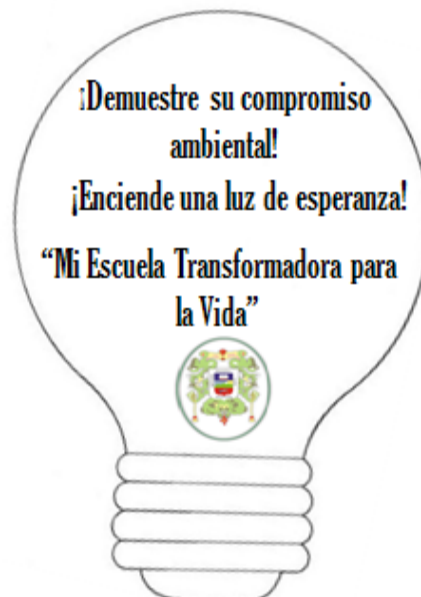 ¡Demuestre su compromiso
ambiental!
¡Enciende una luz de esperanza!
“Mi Escuela Transformadora para
la Vida”